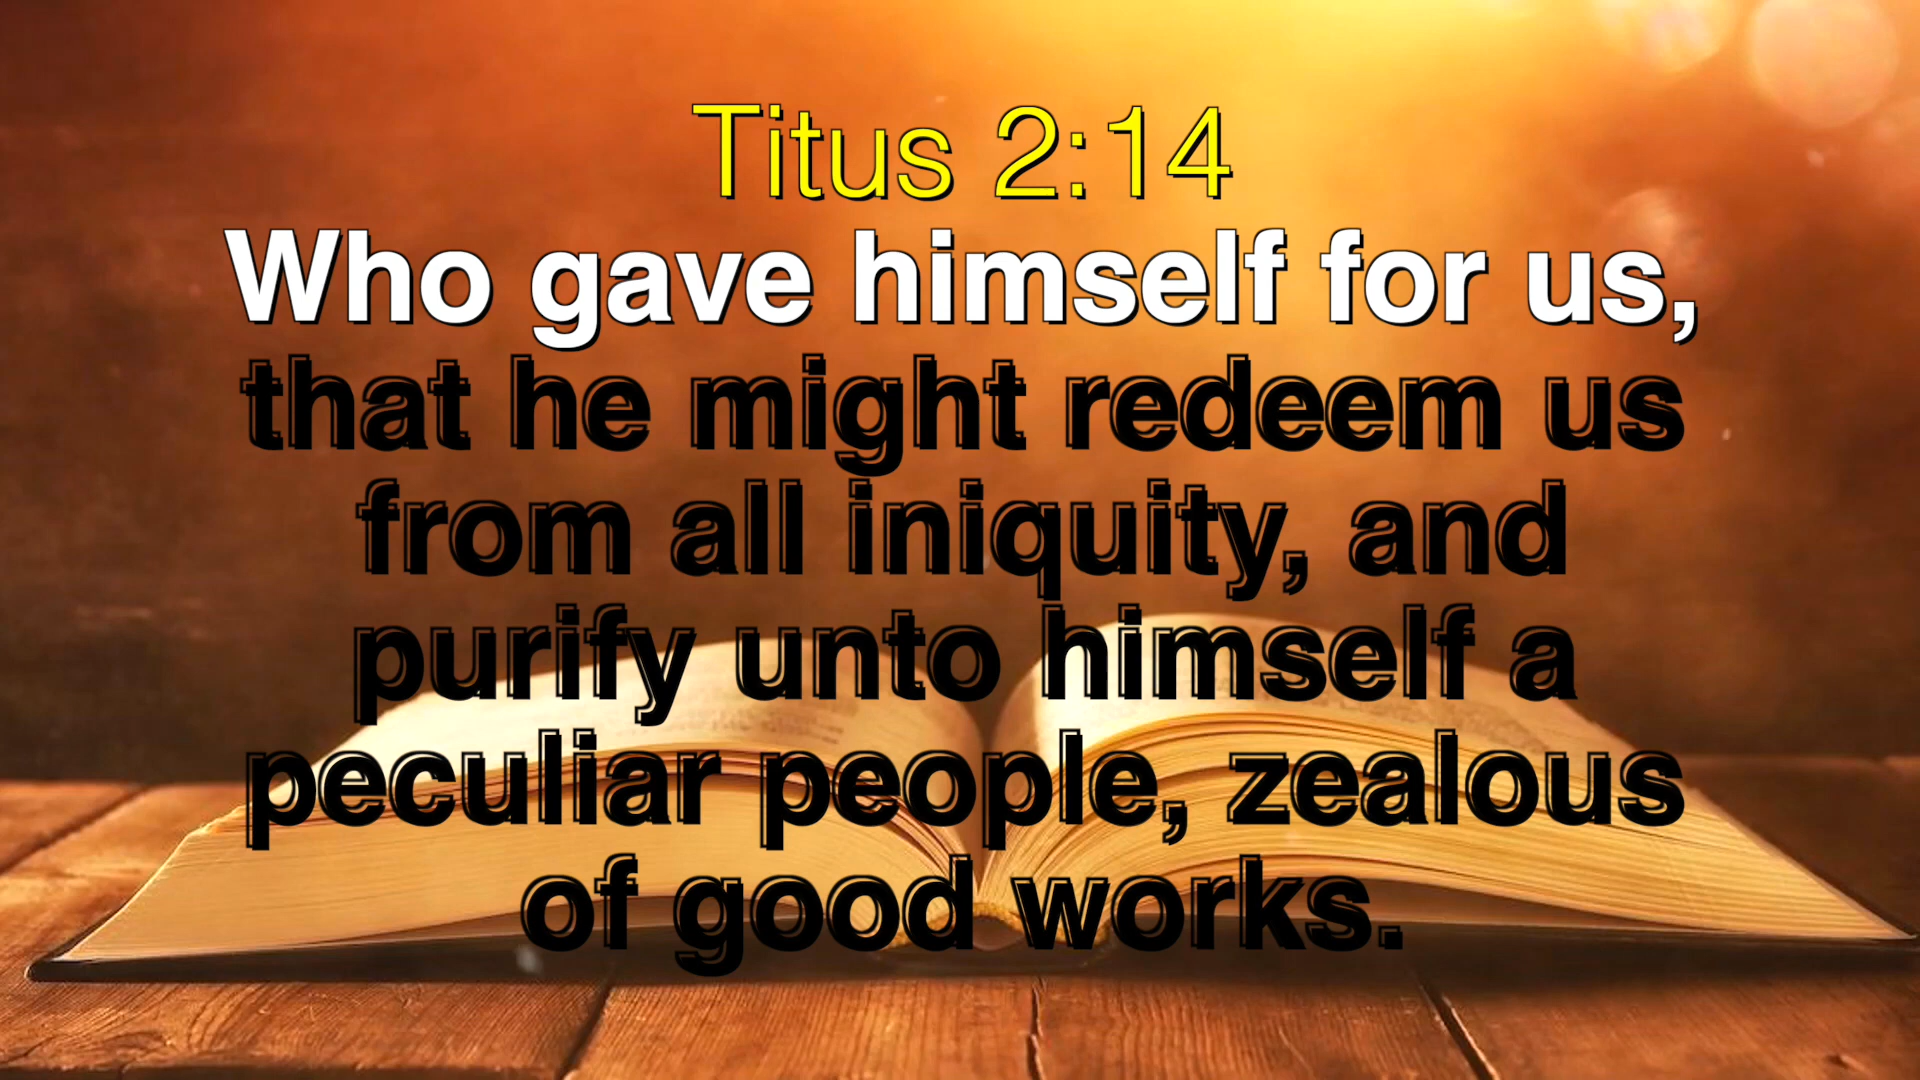 Titus 2:14
Who gave himself for us,
that he might redeem us
from all iniquity, and
purify unto himself a
peculiar people, zealous
of good works.